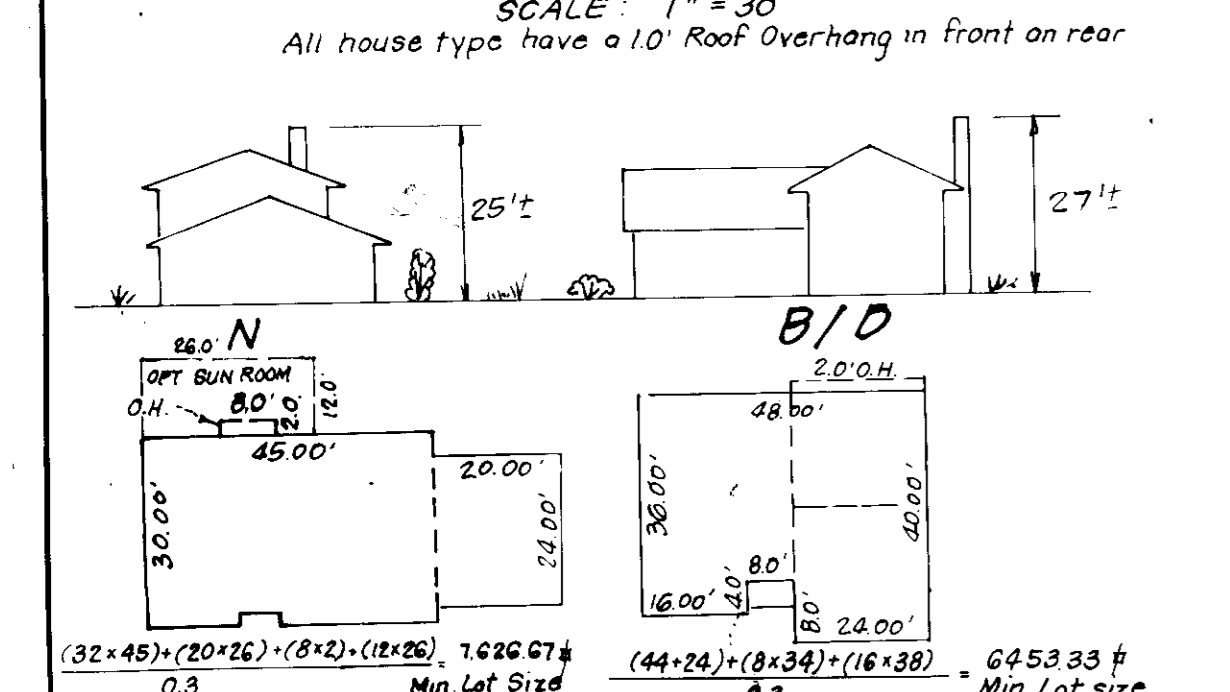 SCALE : 1" = 30'
All house type have a 1.0' Roof Overhang in front an rear
25'±
27'±
N
B/D
26.0'
OPT SUN ROOM
O.H.
8.0'
2.0'
12.0'
45.00'
20.00'
30.00'
24.00'
2.0' O.H.
48.00'
36.00'
40.00'
8.0'
16.00'
4.0'
8.0'
24.00'
(32×45)+(20×26)+(8×2)+(12×26) = 7,626.67
0.3 Min. Lot Size
(44+24)+(8×34)+(16×38) = 6453.33
0.3 Min Lot size